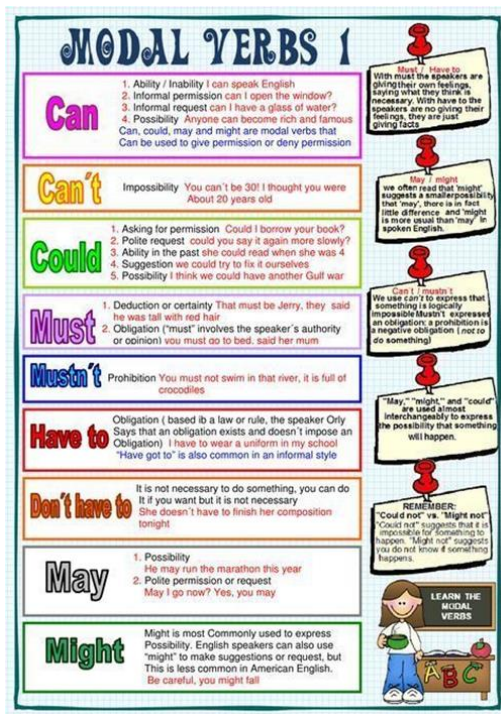 MODAL VERBS 1
Can
1. Ability / Inability I can speak English
2. Informal permission can I open the window?
3. Informal request can I have a glass of water?
4. Possibility Anyone can become rich and famous
Can, could, may and might are modal verbs that
Can be used to give permission or deny permission
Can´t
Impossibility You can´t be 30! I thought you were
About 20 years old
Could
1. Asking for permission Could I borrow your book?
2. Polite request could you say it again more slowly?
3. Ability in the past she could read when she was 4
4. Suggestion we could try to fix it ourselves
5. Possibility I think we could have another Gulf war
Must
1. Deduction or certainty That must be Jerry, they said
he was tall with red hair
2. Obligation ("must" involves the speaker´s authority
or opinion) you must go to bed, said her mum
Mustn´t
Prohibition You must not swim in that river, it is full of
crocodiles
Have to
Obligation ( based ib a law or rule, the speaker Orly
Says that an obligation exists and doesn´t impose an
Obligation) I have to wear a uniform in my school
"Have got to" is also common in an informal style
Don´t have to
It is not necessary to do something, you can do
It if you want but it is not necessary
She doesn´t have to finish her composition
tonight
May
1. Possibility
He may run the marathon this year
2. Polite permission or request
May I go now? Yes, you may
Might
Might is most Commonly used to express
Possibility. English speakers can also use
"might" to make suggestions or request, but
This is less common in American English.
Be careful, you might fall
Must / Have to
With must the speakers are
giving their own feelings,
saying what they think is
necessary. With have to the
speakers are no giving their
feelings, they are just
giving facts
May / might
we often read that 'might'
suggests a smallerpossibility
that 'may', there is in fact
little difference and 'might
is more usual than 'may' in
spoken English.
Can´t / mustn´t
We use can't to express that
something is logically
impossible Mustn't expresses
an obligation: a prohibition is
a negative obligation ( not to
do something)
"May," "might," and "could"
are used almost
interchangeably to express
the possibility that something
will happen.
REMEMBER:
"Could not" vs. "Might not"
"Could not" suggests that it
is impossible for something to
happen. "Might not" suggests
you do not know if something
happens.
LEARN THE
MODAL
VERBS
A B C